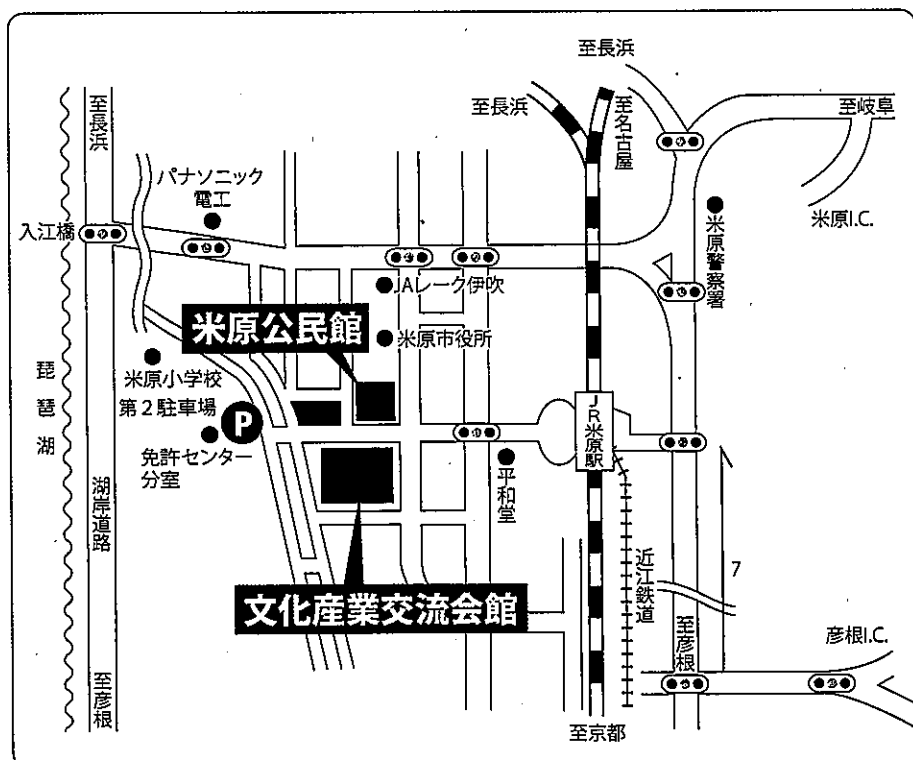 至長浜
至長浜
至長浜
至名古屋
至岐阜
パナソニック
電工
米原I.C.
入江橋
米原警察署
JAレーク伊吹
米原公民館
米原市役所
琵琶湖
米原小学校
第2駐車場
P
免許センター
分室
JR米原駅
平和堂
湖岸道路
近江鉄道
7
文化産業交流会館
至彦根
彦根I.C.
至彦根
至京都